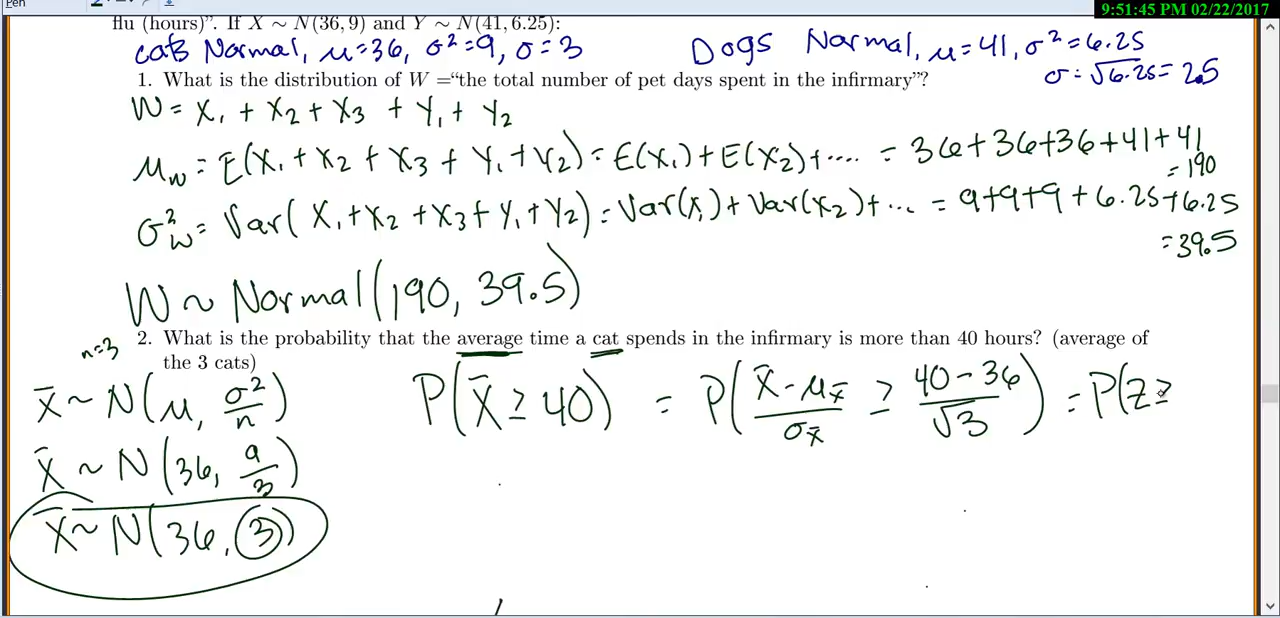 Pen
9:51:45 PM 02/22/2017
flu (hours)". If X ∼ N(36, 9) and Y ∼ N(41, 6.25):
cats Normal, μ=36, σ²=9, σ=3
Dogs Normal, μ=41, σ²=6.25
σ=√6.25=2.5
1. What is the distribution of W ="the total number of pet days spent in the infirmary"?
W = X₁ + X₂ + X₃ + Y₁ + Y₂
μ_W = E(X₁ + X₂ + X₃ + Y₁ + Y₂) = E(X₁) + E(X₂) + .... = 36+36+36+41+41
=190
σ²_W = Var(X₁+X₂+X₃+Y₁+Y₂) = Var(X₁) + Var(X₂) + ... = 9+9+9+6.25+6.25
=39.5
W ~ Normal(190, 39.5)
2. What is the probability that the average time a cat spends in the infirmary is more than 40 hours? (average of
n=3
the 3 cats)
X̄ ~ N(μ, σ²/n)
P(X̄ ≥ 40) = P((X̄ - μ_X̄)/σ_X̄ ≥ (40-36)/√3) = P(Z ≥
X̄ ~ N(36, 9/3)
X̄ ~ N(36, 3)